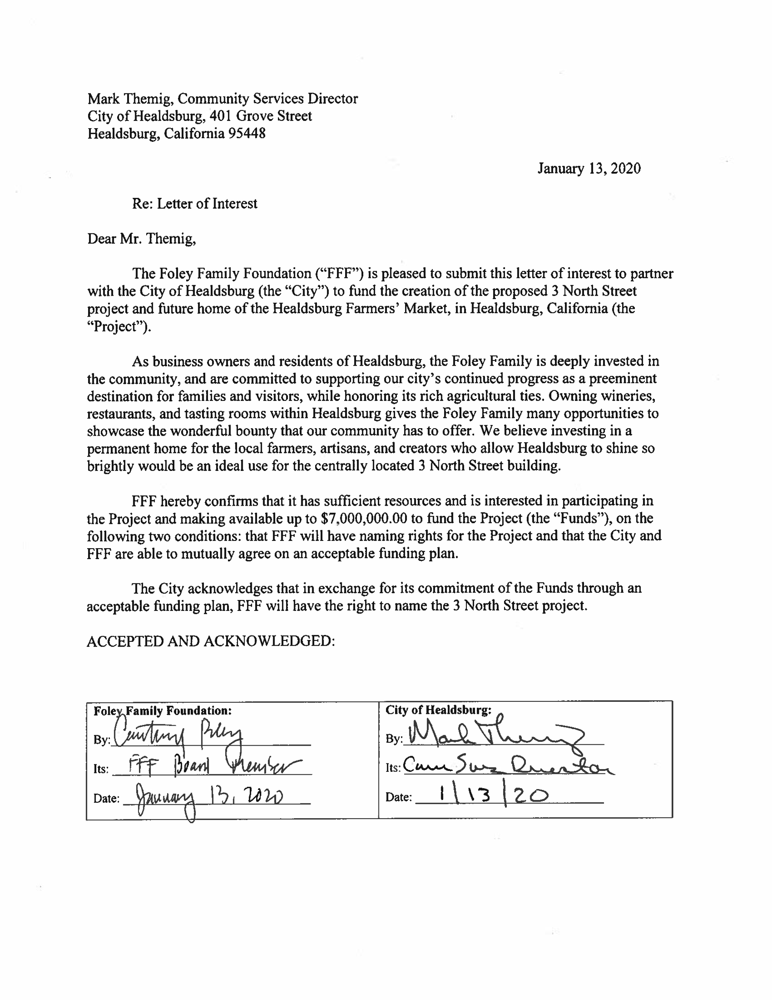 Mark Themig, Community Services Director
City of Healdsburg, 401 Grove Street
Healdsburg, California 95448
January 13, 2020
Re: Letter of Interest
Dear Mr. Themig,
The Foley Family Foundation (“FFF”) is pleased to submit this letter of interest to partner
with the City of Healdsburg (the “City”) to fund the creation of the proposed 3 North Street
project and future home of the Healdsburg Farmers’ Market, in Healdsburg, California (the
“Project”).
As business owners and residents of Healdsburg, the Foley Family is deeply invested in
the community, and are committed to supporting our city’s continued progress as a preeminent
destination for families and visitors, while honoring its rich agricultural ties. Owning wineries,
restaurants, and tasting rooms within Healdsburg gives the Foley Family many opportunities to
showcase the wonderful bounty that our community has to offer. We believe investing in a
permanent home for the local farmers, artisans, and creators who allow Healdsburg to shine so
brightly would be an ideal use for the centrally located 3 North Street building.
FFF hereby confirms that it has sufficient resources and is interested in participating in
the Project and making available up to $7,000,000.00 to fund the Project (the “Funds”), on the
following two conditions: that FFF will have naming rights for the Project and that the City and
FFF are able to mutually agree on an acceptable funding plan.
The City acknowledges that in exchange for its commitment of the Funds through an
acceptable funding plan, FFF will have the right to name the 3 North Street project.
ACCEPTED AND ACKNOWLEDGED:
Foley Family Foundation:
By: Courtney Foley
Its: FFF Board Member
Date: January 13, 2020
City of Healdsburg:
By: Mark Themig
Its: Director
Date: 1/13/20